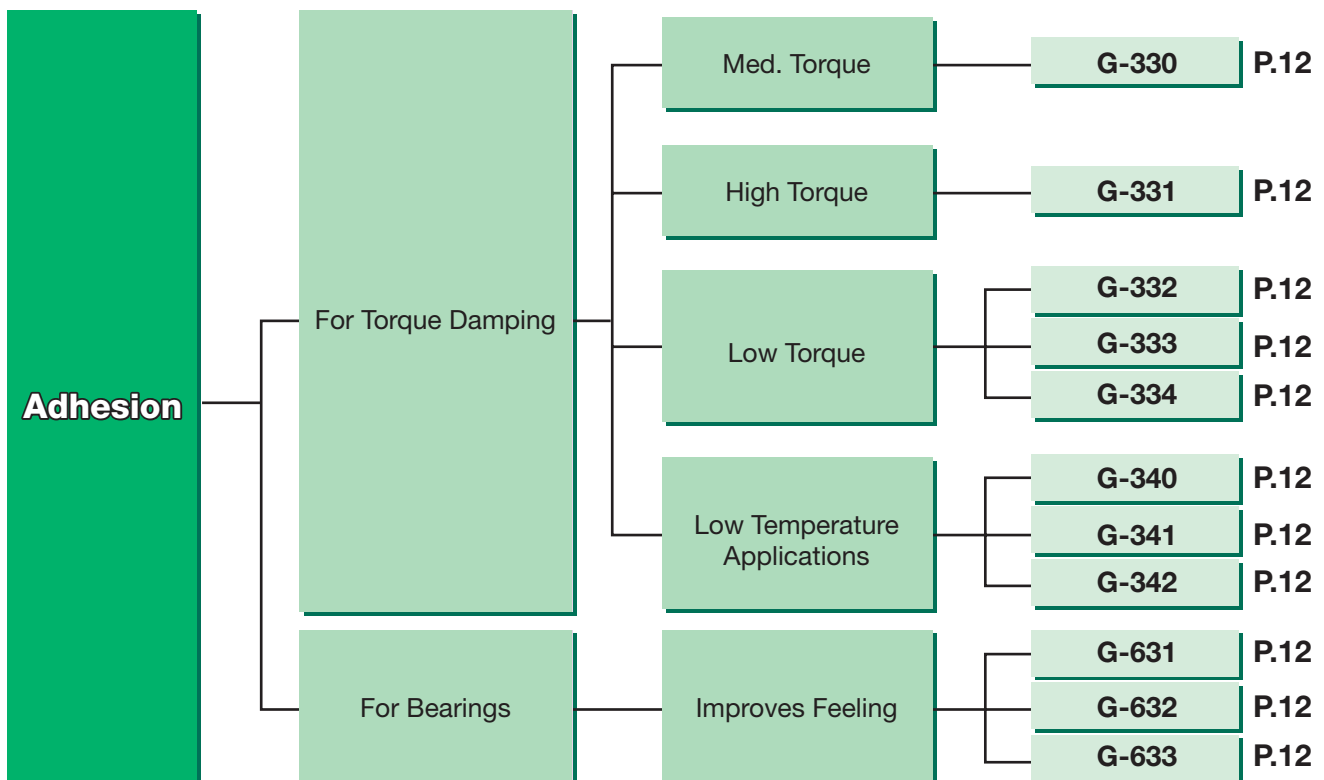 Adhesion
For Torque Damping
Med. Torque
G-330 P.12
High Torque
G-331 P.12
Low Torque
G-332 P.12
G-333 P.12
G-334 P.12
Low Temperature
Applications
G-340 P.12
G-341 P.12
G-342 P.12
For Bearings
Improves Feeling
G-631 P.12
G-632 P.12
G-633 P.12